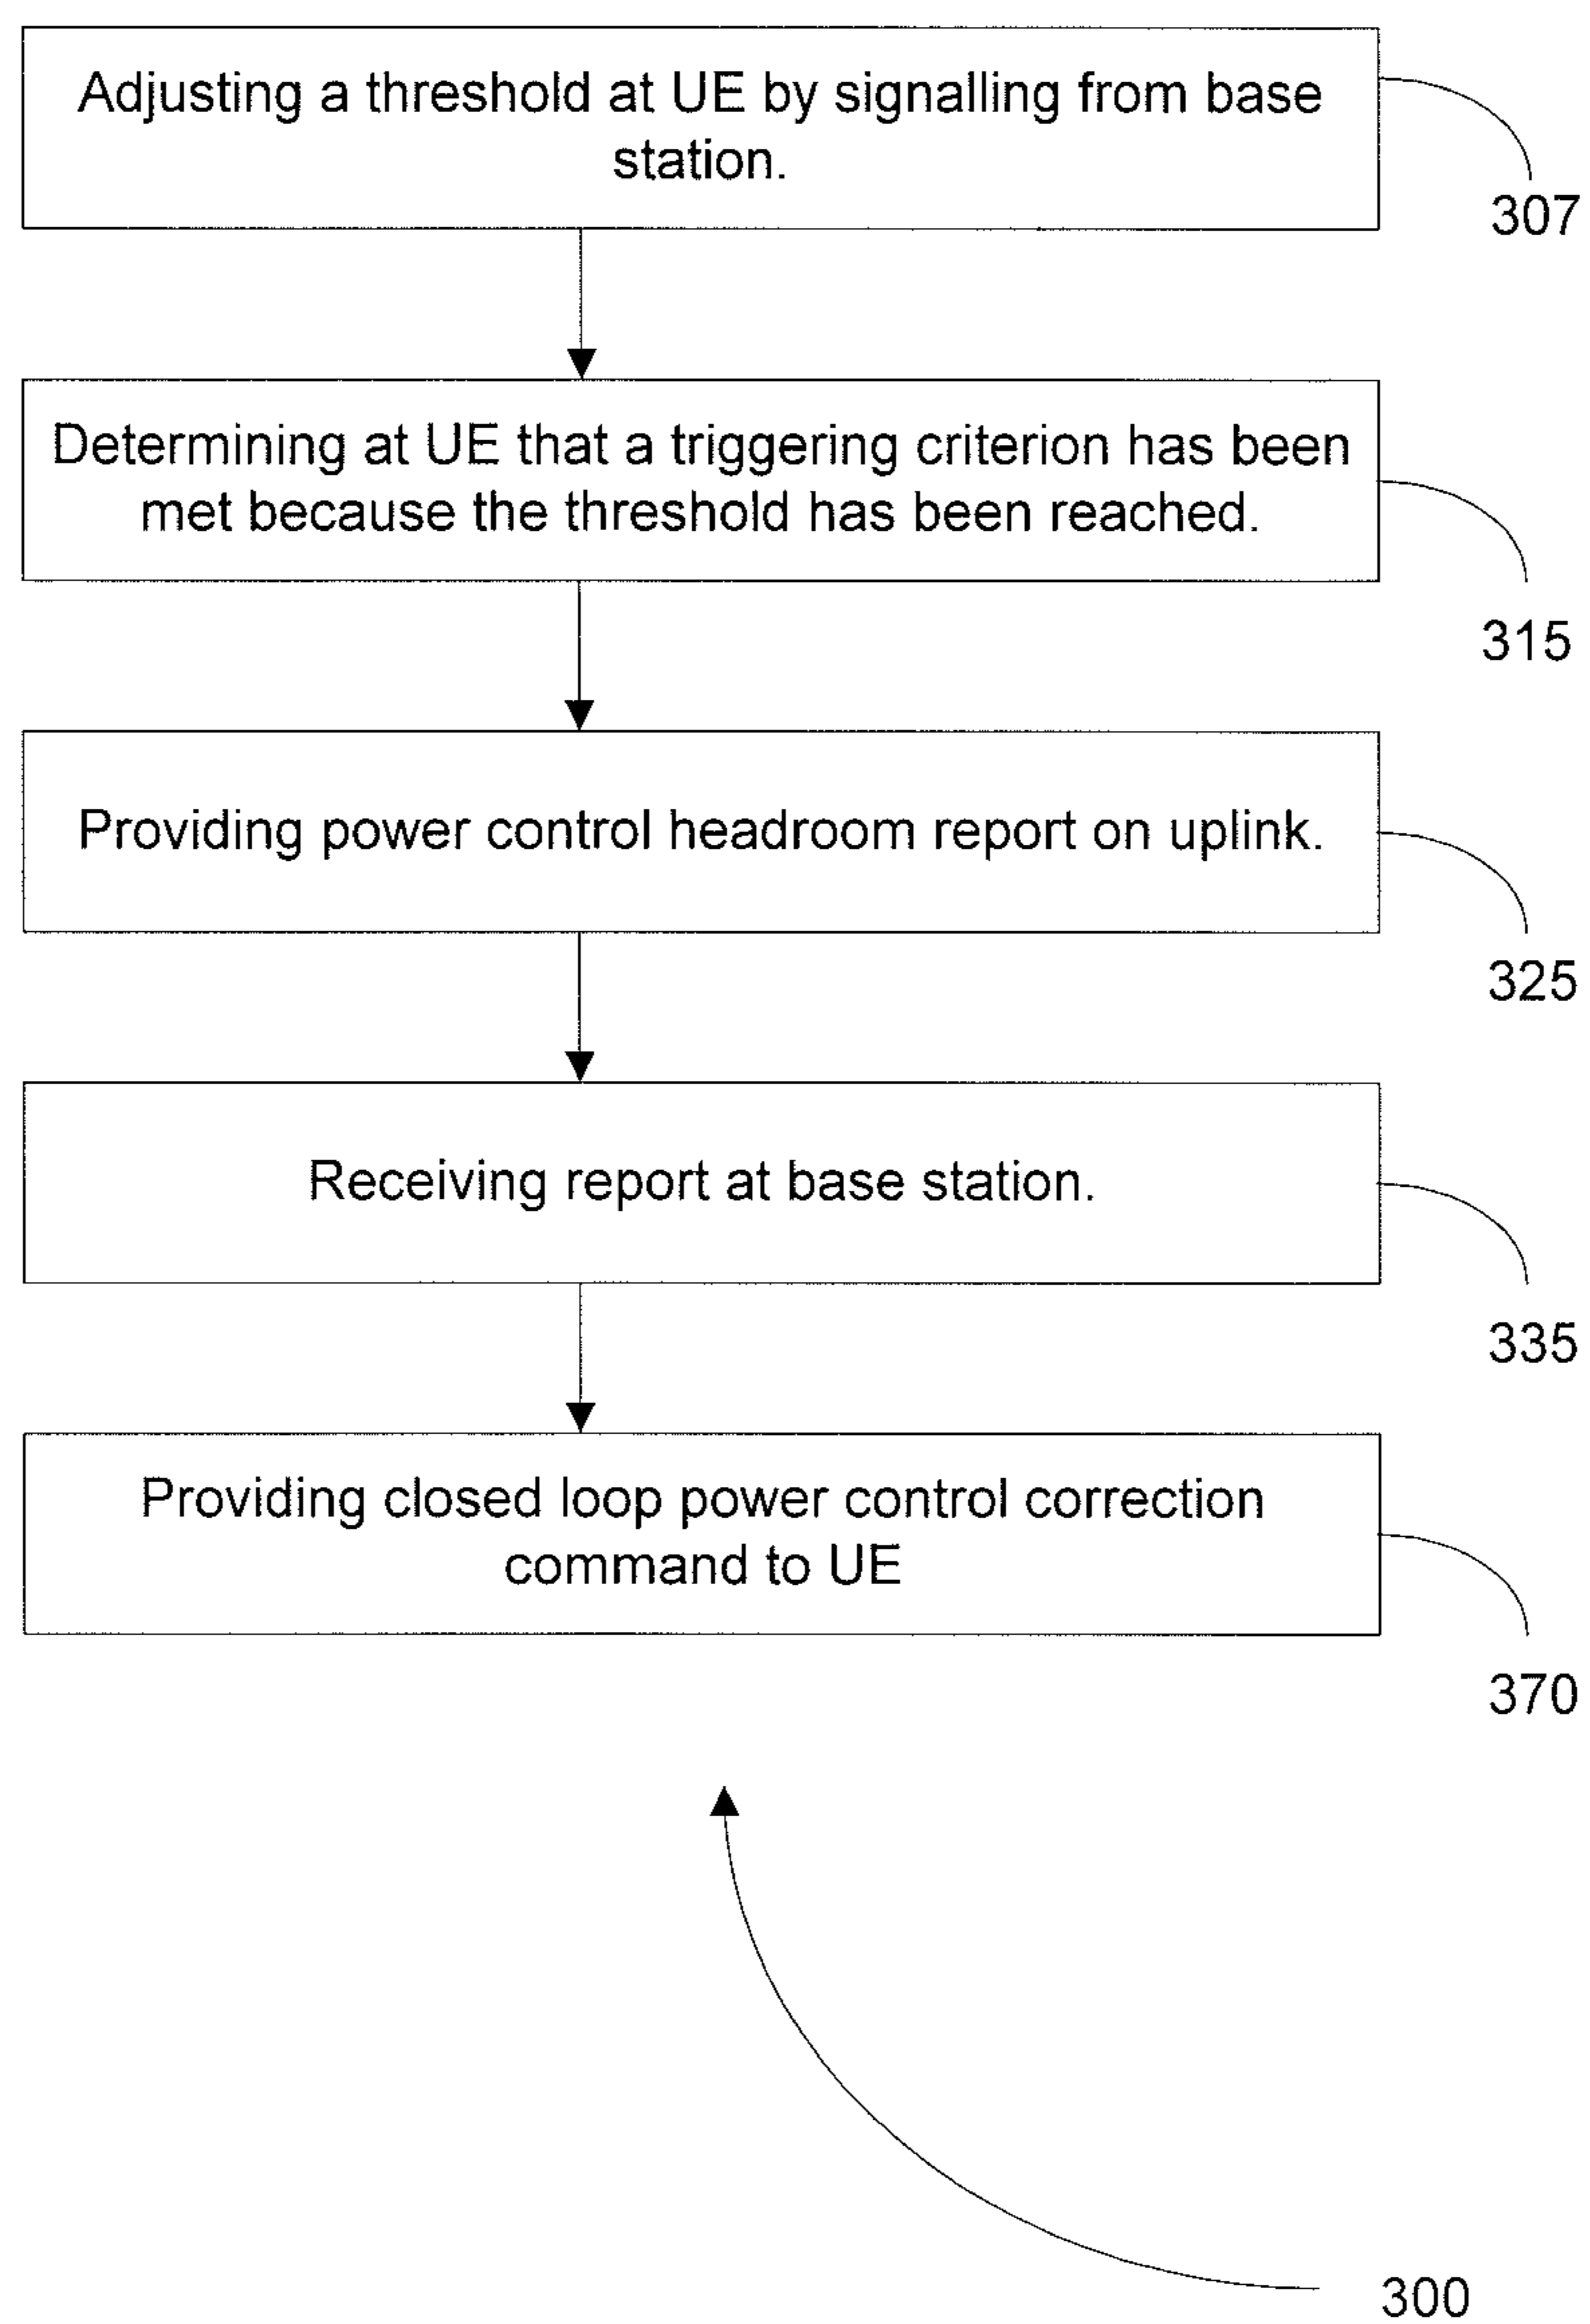 Adjusting a threshold at UE by signalling from base
station.
307
Determining at UE that a triggering criterion has been
met because the threshold has been reached.
315
Providing power control headroom report on uplink.
325
Receiving report at base station.
335
Providing closed loop power control correction
command to UE
370
300